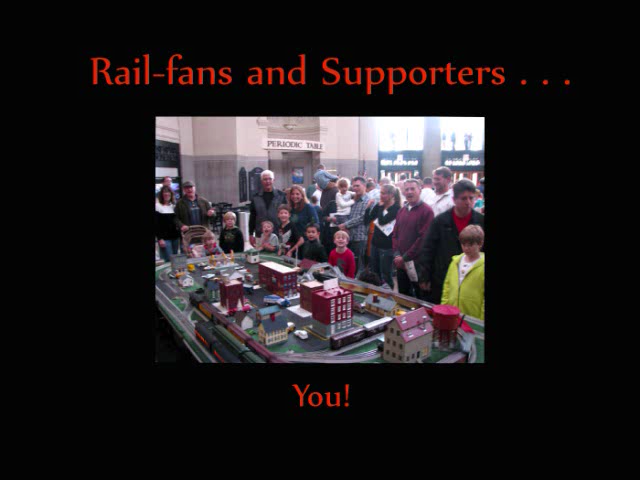 Rail-fans and Supporters . . .
PERIODIC TABLE
You!